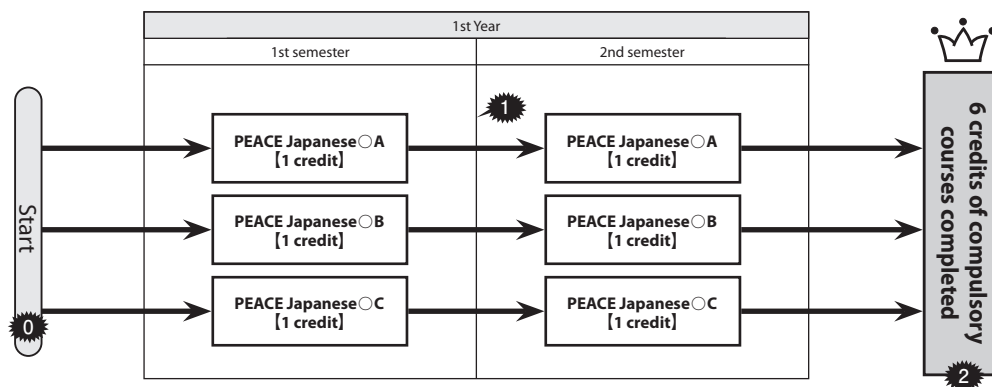 1st Year
1st semester
2nd semester
1
PEACE Japanese○A
【1 credit】
PEACE Japanese○A
【1 credit】
Start
PEACE Japanese○B
【1 credit】
PEACE Japanese○B
【1 credit】
PEACE Japanese○C
【1 credit】
PEACE Japanese○C
【1 credit】
0
6 credits of compulsory
courses completed
2